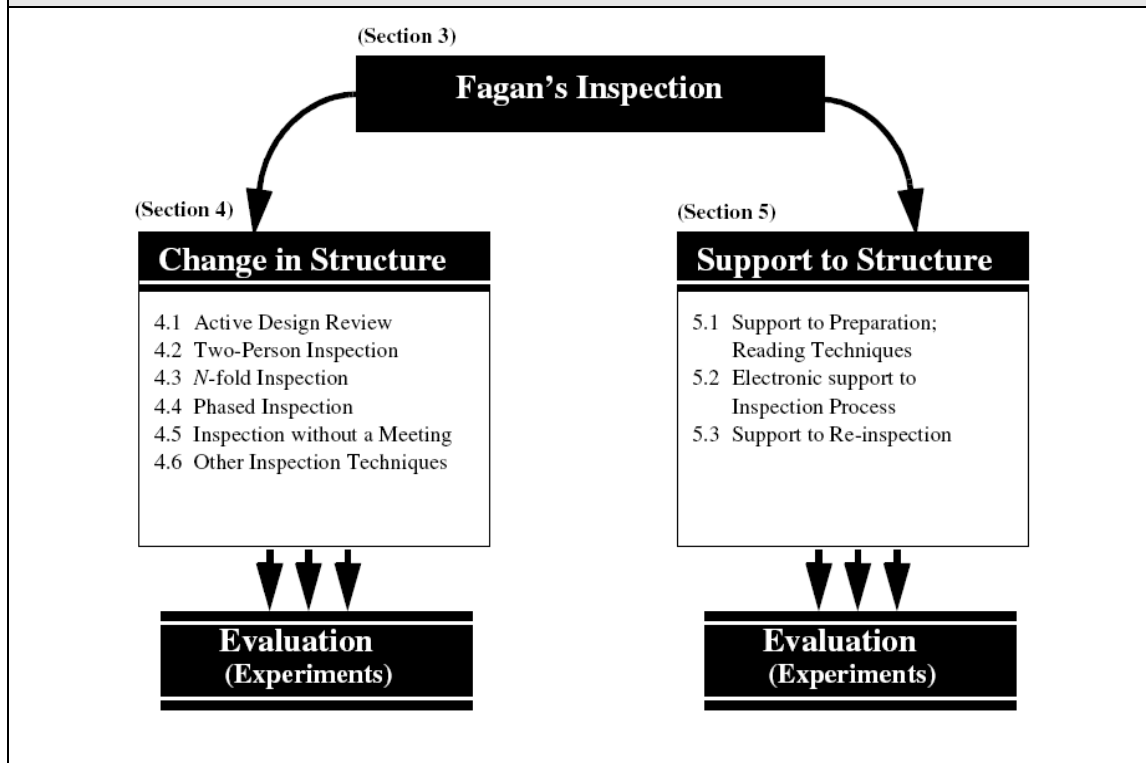 (Section 3)
Fagan’s Inspection
(Section 4)
Change in Structure
4.1 Active Design Review
4.2 Two-Person Inspection
4.3 N-fold Inspection
4.4 Phased Inspection
4.5 Inspection without a Meeting
4.6 Other Inspection Techniques
Evaluation
(Experiments)
(Section 5)
Support to Structure
5.1 Support to Preparation;
Reading Techniques
5.2 Electronic support to
Inspection Process
5.3 Support to Re-inspection
Evaluation
(Experiments)